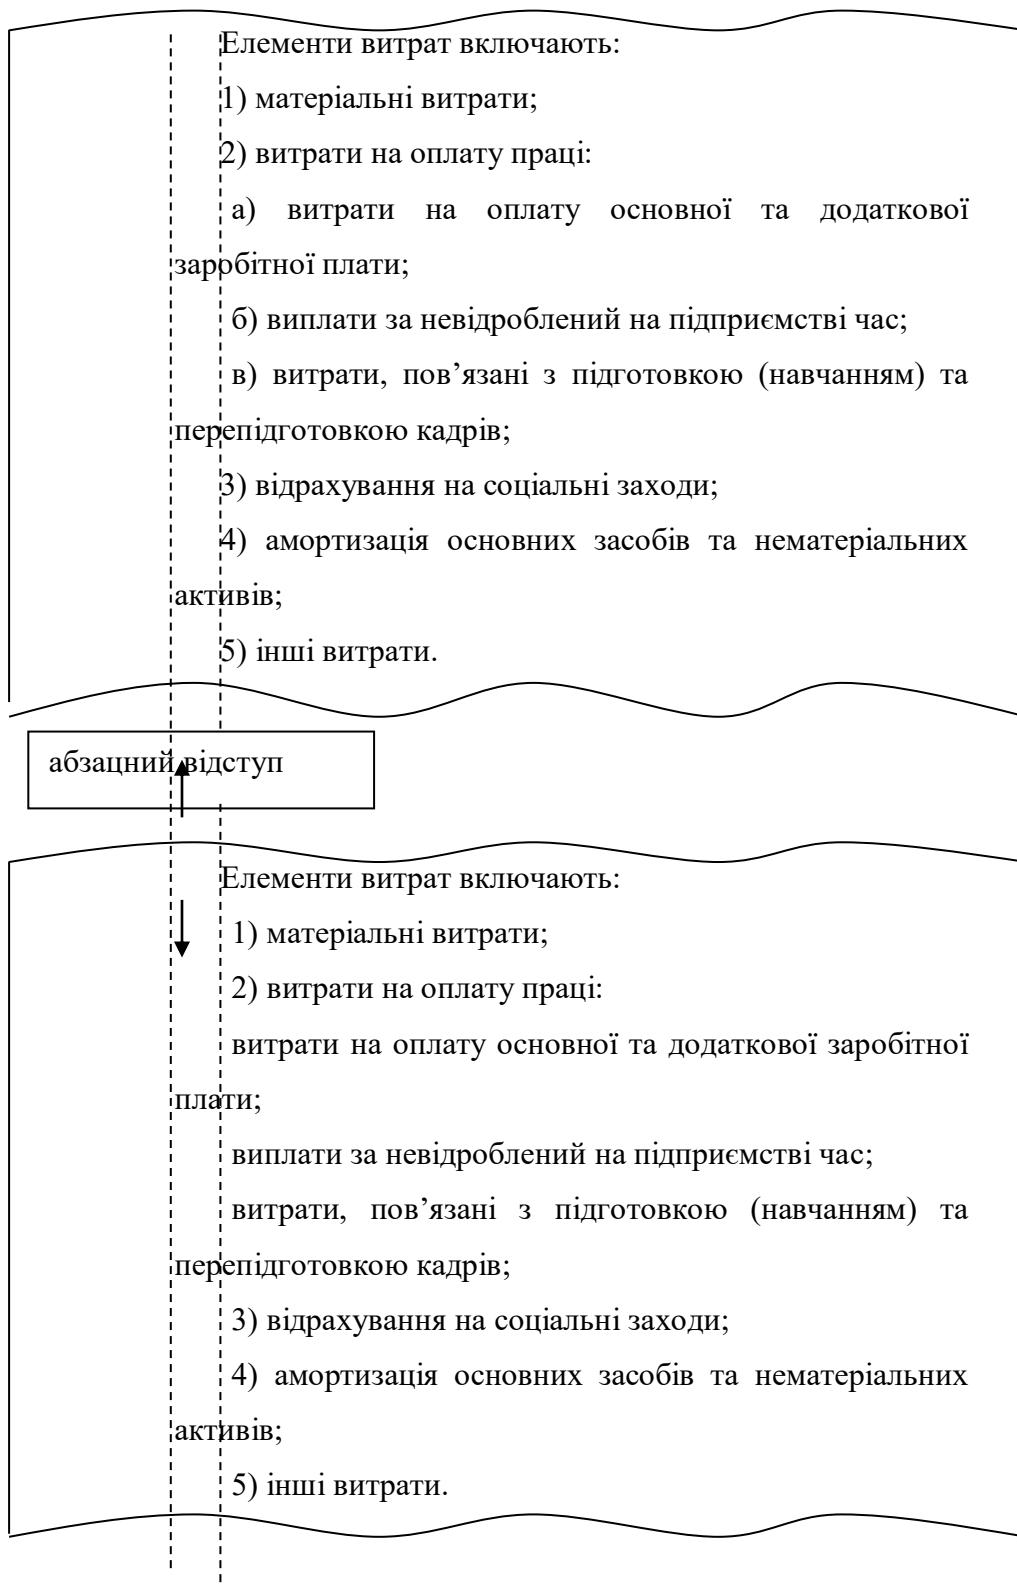 Елементи витрат включають:
1) матеріальні витрати;
2) витрати на оплату праці:
а) витрати на оплату основної та додаткової
заробітної плати;
б) виплати за невідроблений на підприємстві час;
в) витрати, пов’язані з підготовкою (навчанням) та
перепідготовкою кадрів;
3) відрахування на соціальні заходи;
4) амортизація основних засобів та нематеріальних
активів;
5) інші витрати.
абзацний відступ
Елементи витрат включають:
1) матеріальні витрати;
2) витрати на оплату праці:
витрати на оплату основної та додаткової заробітної
плати;
виплати за невідроблений на підприємстві час;
витрати, пов’язані з підготовкою (навчанням) та
перепідготовкою кадрів;
3) відрахування на соціальні заходи;
4) амортизація основних засобів та нематеріальних
активів;
5) інші витрати.